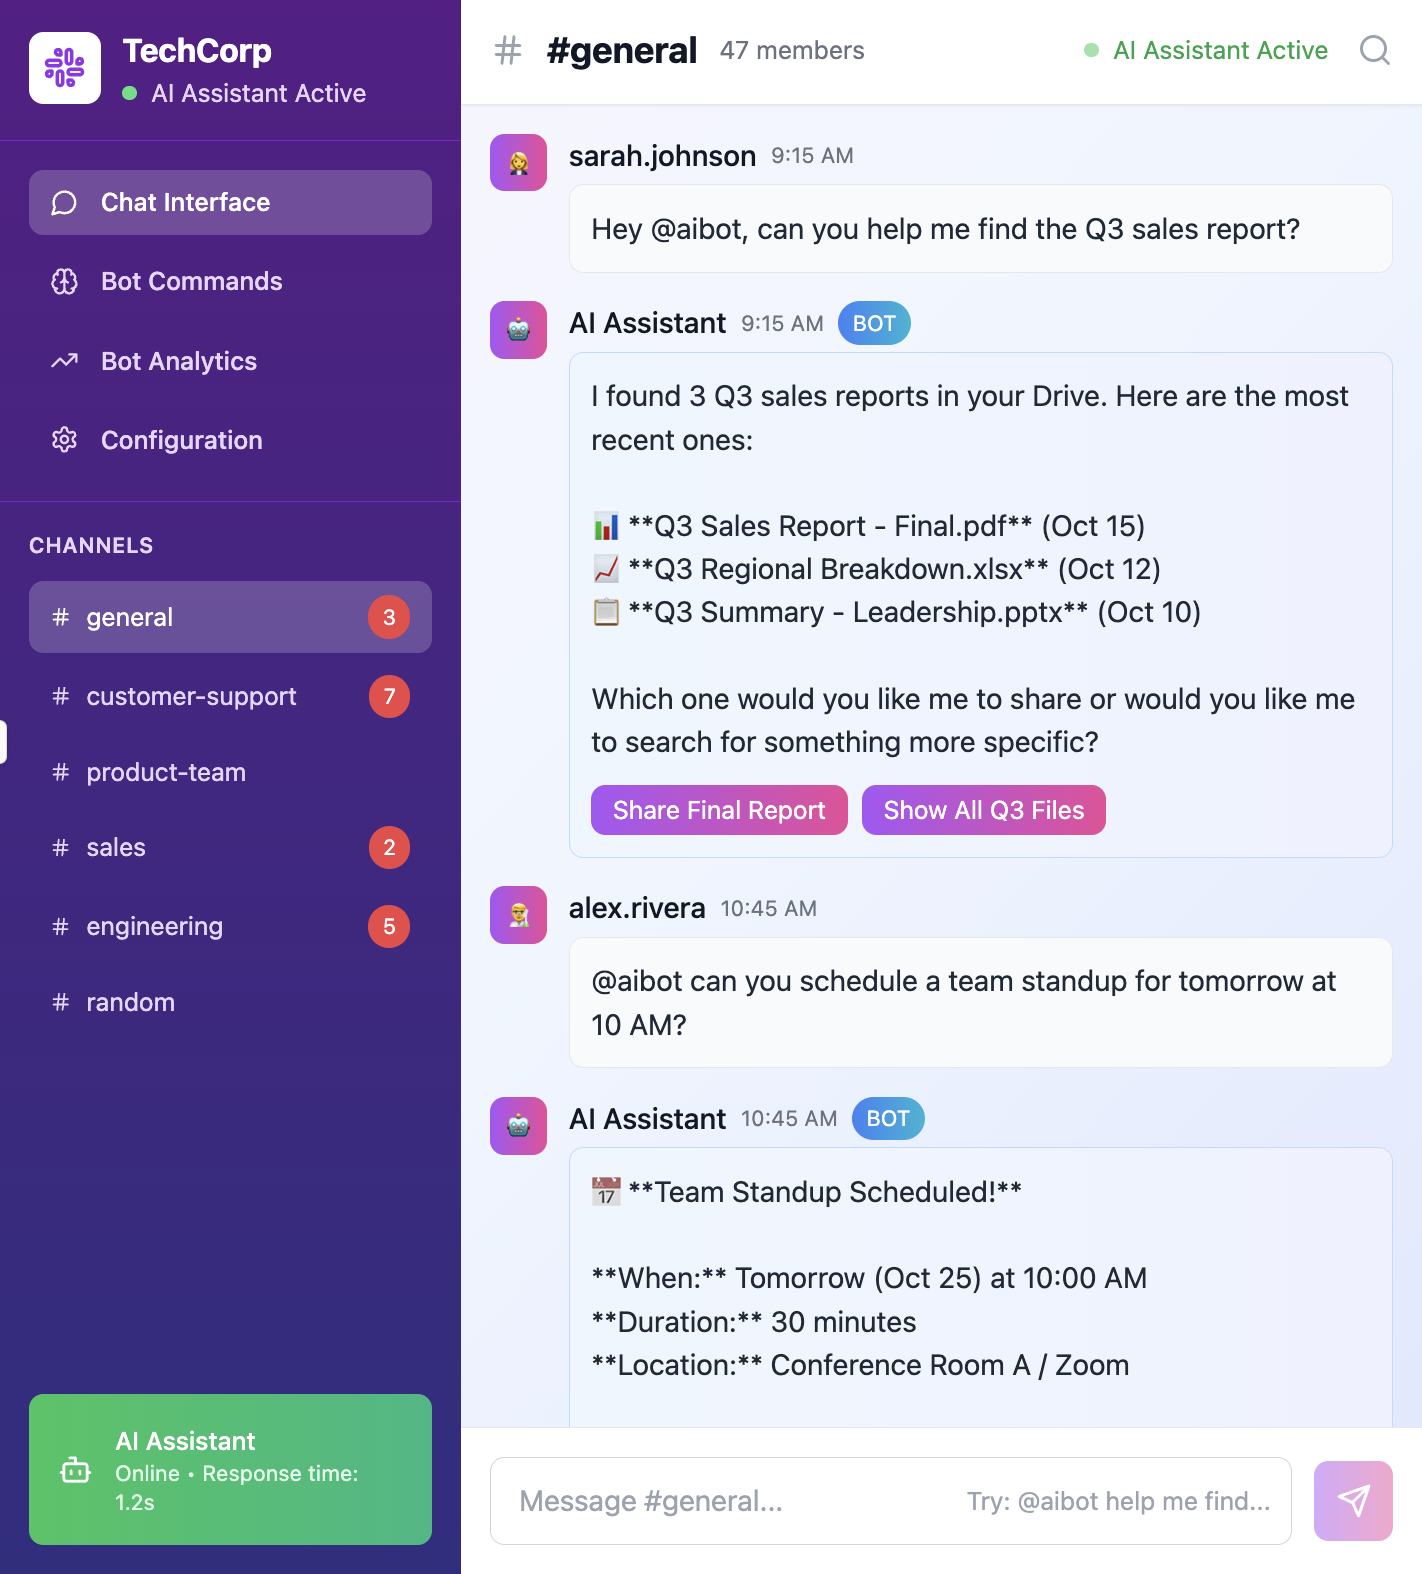 TechCorp
AI Assistant Active
Chat Interface
Bot Commands
Bot Analytics
Configuration
CHANNELS
# general 3
# customer-support 7
# product-team
# sales 2
# engineering 5
# random
AI Assistant
Online • Response time:
1.2s
# #general 47 members AI Assistant Active
sarah.johnson 9:15 AM
Hey @aibot, can you help me find the Q3 sales report?
AI Assistant 9:15 AM BOT
I found 3 Q3 sales reports in your Drive. Here are the most
recent ones:
📊 **Q3 Sales Report - Final.pdf** (Oct 15)
📈 **Q3 Regional Breakdown.xlsx** (Oct 12)
📋 **Q3 Summary - Leadership.pptx** (Oct 10)
Which one would you like me to share or would you like me
to search for something more specific?
Share Final Report Show All Q3 Files
alex.rivera 10:45 AM
@aibot can you schedule a team standup for tomorrow at
10 AM?
AI Assistant 10:45 AM BOT
📅 **Team Standup Scheduled!**
**When:** Tomorrow (Oct 25) at 10:00 AM
**Duration:** 30 minutes
**Location:** Conference Room A / Zoom
Message #general... Try: @aibot help me find...